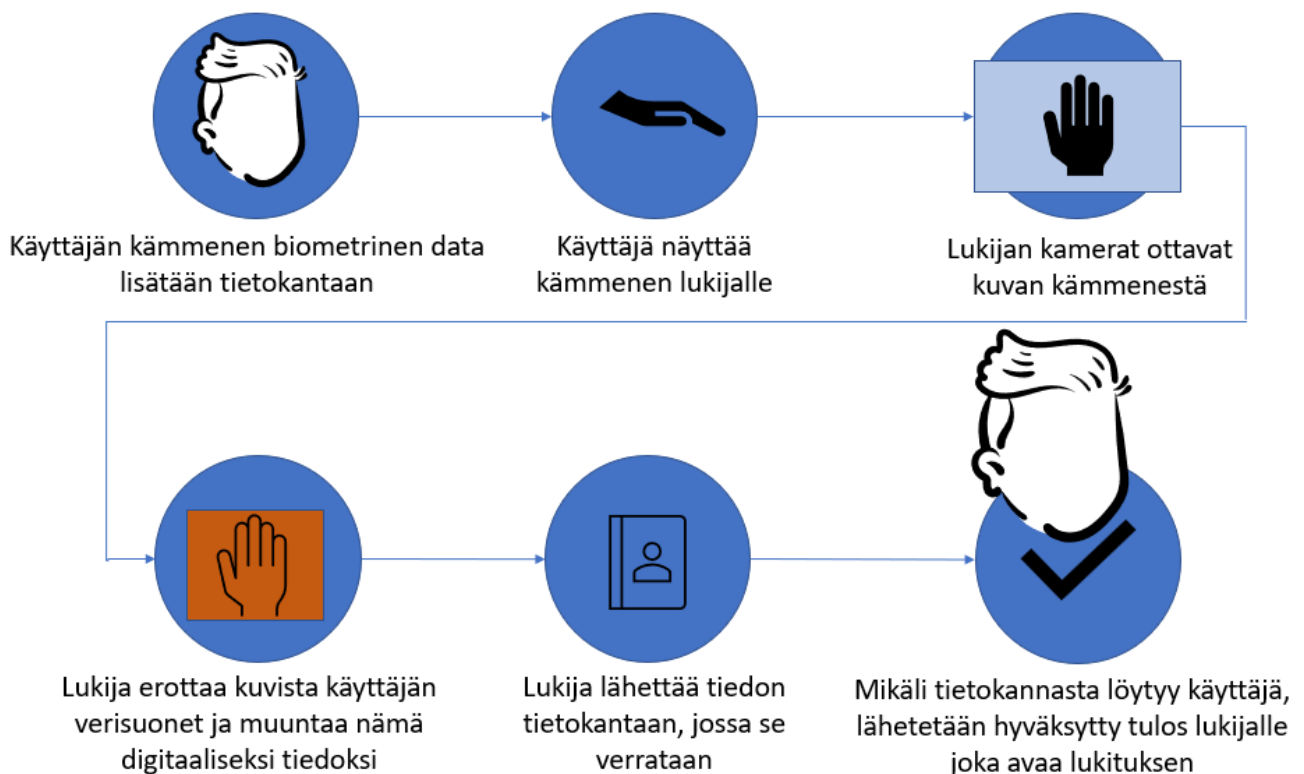 Käyttäjän kämmenen biometrinen data
lisätään tietokantaan
Käyttäjä näyttää
kämmenen lukijalle
Lukijan kamerat ottavat
kuvan kämmenestä
Lukija erottaa kuvista käyttäjän
verisuonet ja muuntaa nämä
digitaaliseksi tiedoksi
Lukija lähettää tiedon
tietokantaan, jossa se
verrataan
Mikäli tietokannasta löytyy käyttäjä,
lähetetään hyväksytty tulos lukijalle
joka avaa lukituksen